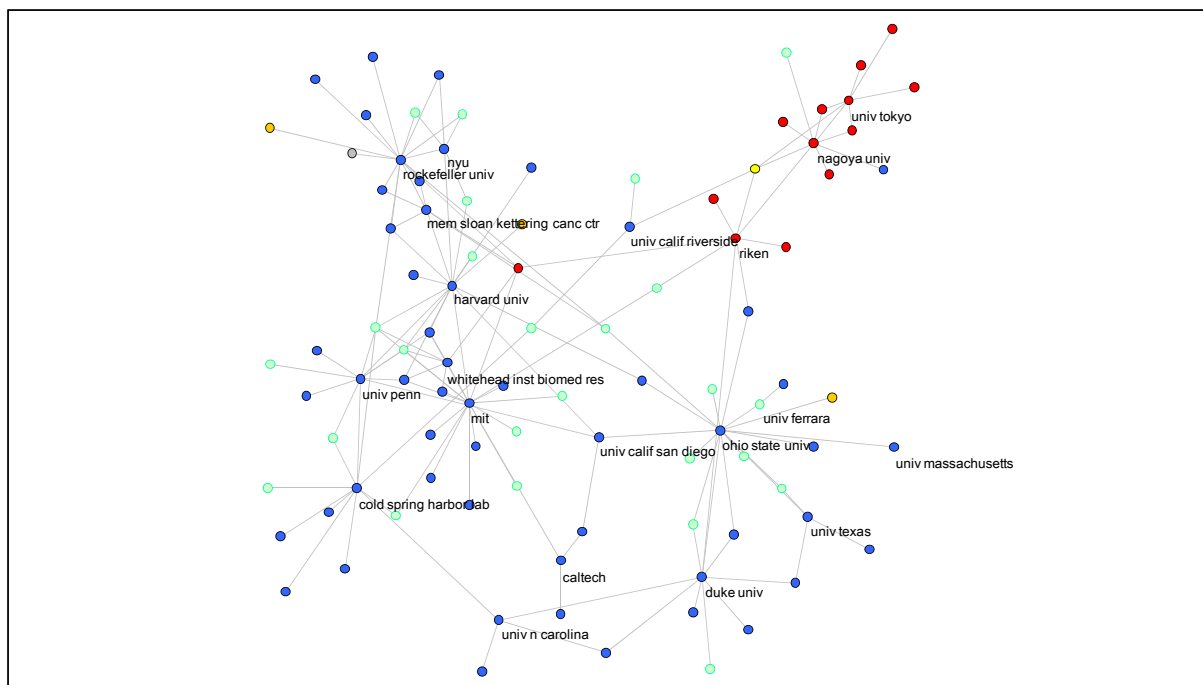 univ tokyo
nagoya univ
nyu
rockefeller univ
mem sloan kettering canc ctr
univ calif riverside
riken
harvard univ
whitehead inst biomed res
univ penn
mit
univ ferrara
univ calif san diego
ohio state univ
univ massachusetts
cold spring harbor lab
univ texas
caltech
duke univ
univ n carolina